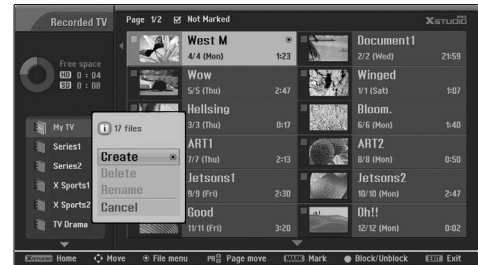 Recorded TV
Page 1/2 Not Marked
XSTUDIO
Free space
HD 0 : 04
SD 0 : 08
West M
4/4 (Mon) 1:23
Document1
2/2 (Wed) 21:59
Wow
5/5 (Thu) 2:47
Winged
1/1 (Sat) 1:07
Hellsing
3/3 (Thu) 0:17
Bloom.
6/6 (Mon) 1:40
ART1
7/7 (Thu) 2:13
ART2
8/8 (Mon) 0:50
Jetsons1
9/9 (Fri) 2:30
Jetsons2
10/10 (Mon) 2:47
Good
11/11 (Fri) 3:20
Oh!!
12/12 (Mon) 0:02
My TV
Series1
Series2
X Sports1
X Sports2
TV Drama
17 files
Create
Delete
Rename
Cancel
XSTUDIO Home Move File menu PR Page move MARK Mark Block/Unblock EXIT Exit